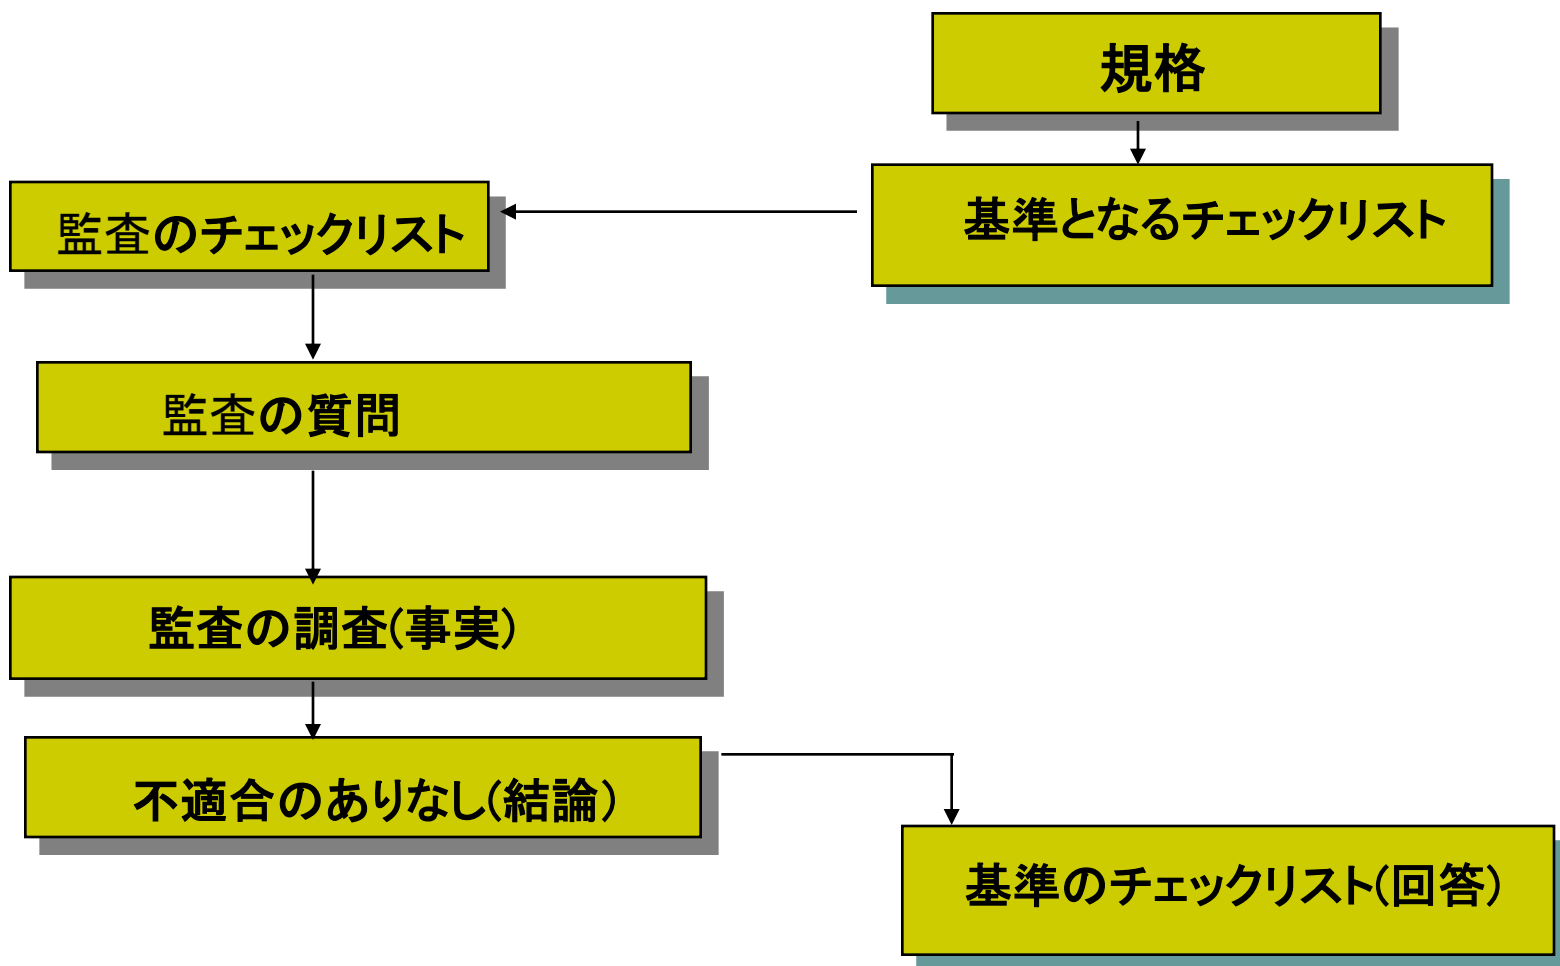 規格
基準となるチェックリスト
監査のチェックリスト
監査の質問
監査の調査(事実)
不適合のありなし(結論)
基準のチェックリスト(回答)